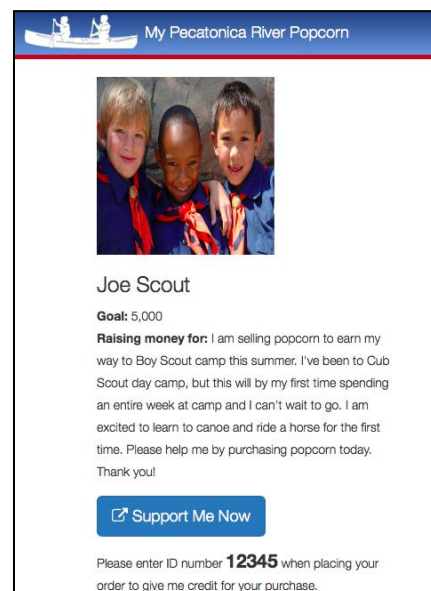 My Pecatonica River Popcorn
Joe Scout
Goal: 5,000
Raising money for: I am selling popcorn to earn my
way to Boy Scout camp this summer. I've been to Cub
Scout day camp, but this will by my first time spending
an entire week at camp and I can't wait to go. I am
excited to learn to canoe and ride a horse for the first
time. Please help me by purchasing popcorn today.
Thank you!
Support Me Now
Please enter ID number 12345 when placing your
order to give me credit for your purchase.